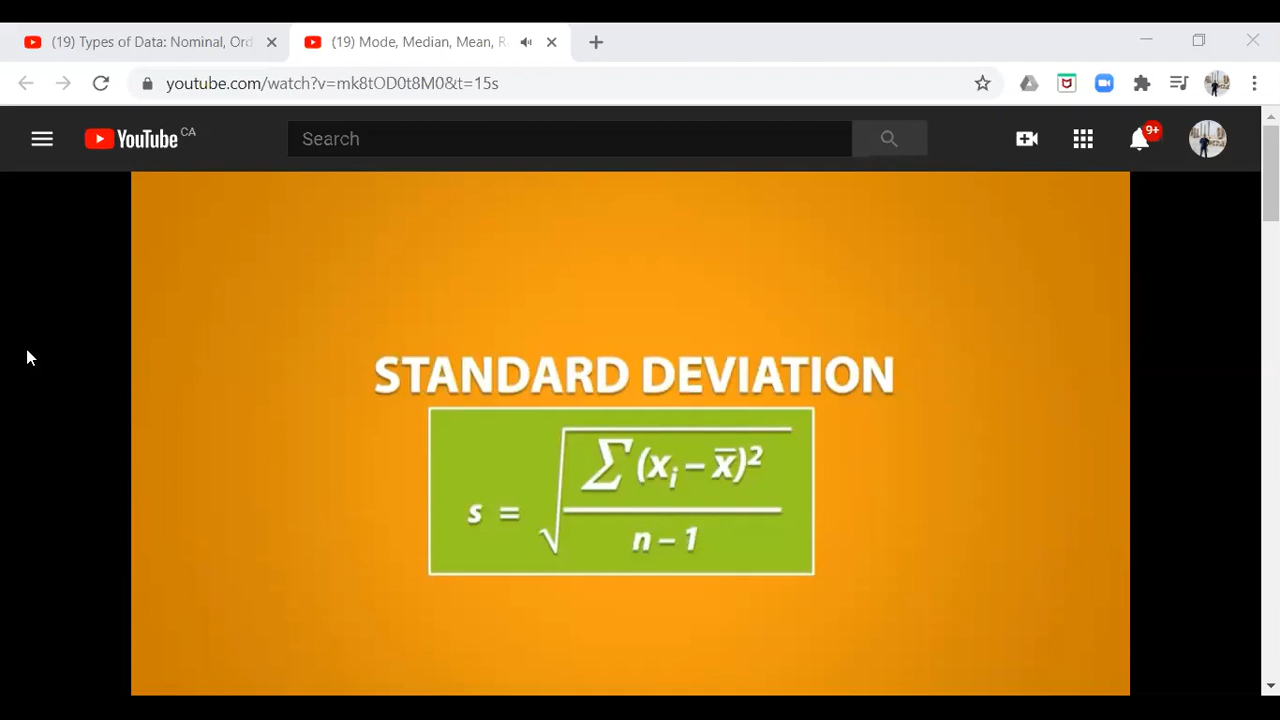 (19) Types of Data: Nominal, Ord
(19) Mode, Median, Mean, R
youtube.com/watch?v=mk8tOD0t8M0&t=15s
YouTube CA
Search
9+
STANDARD DEVIATION
s = √(Σ(xᵢ – x̄)² / (n – 1))